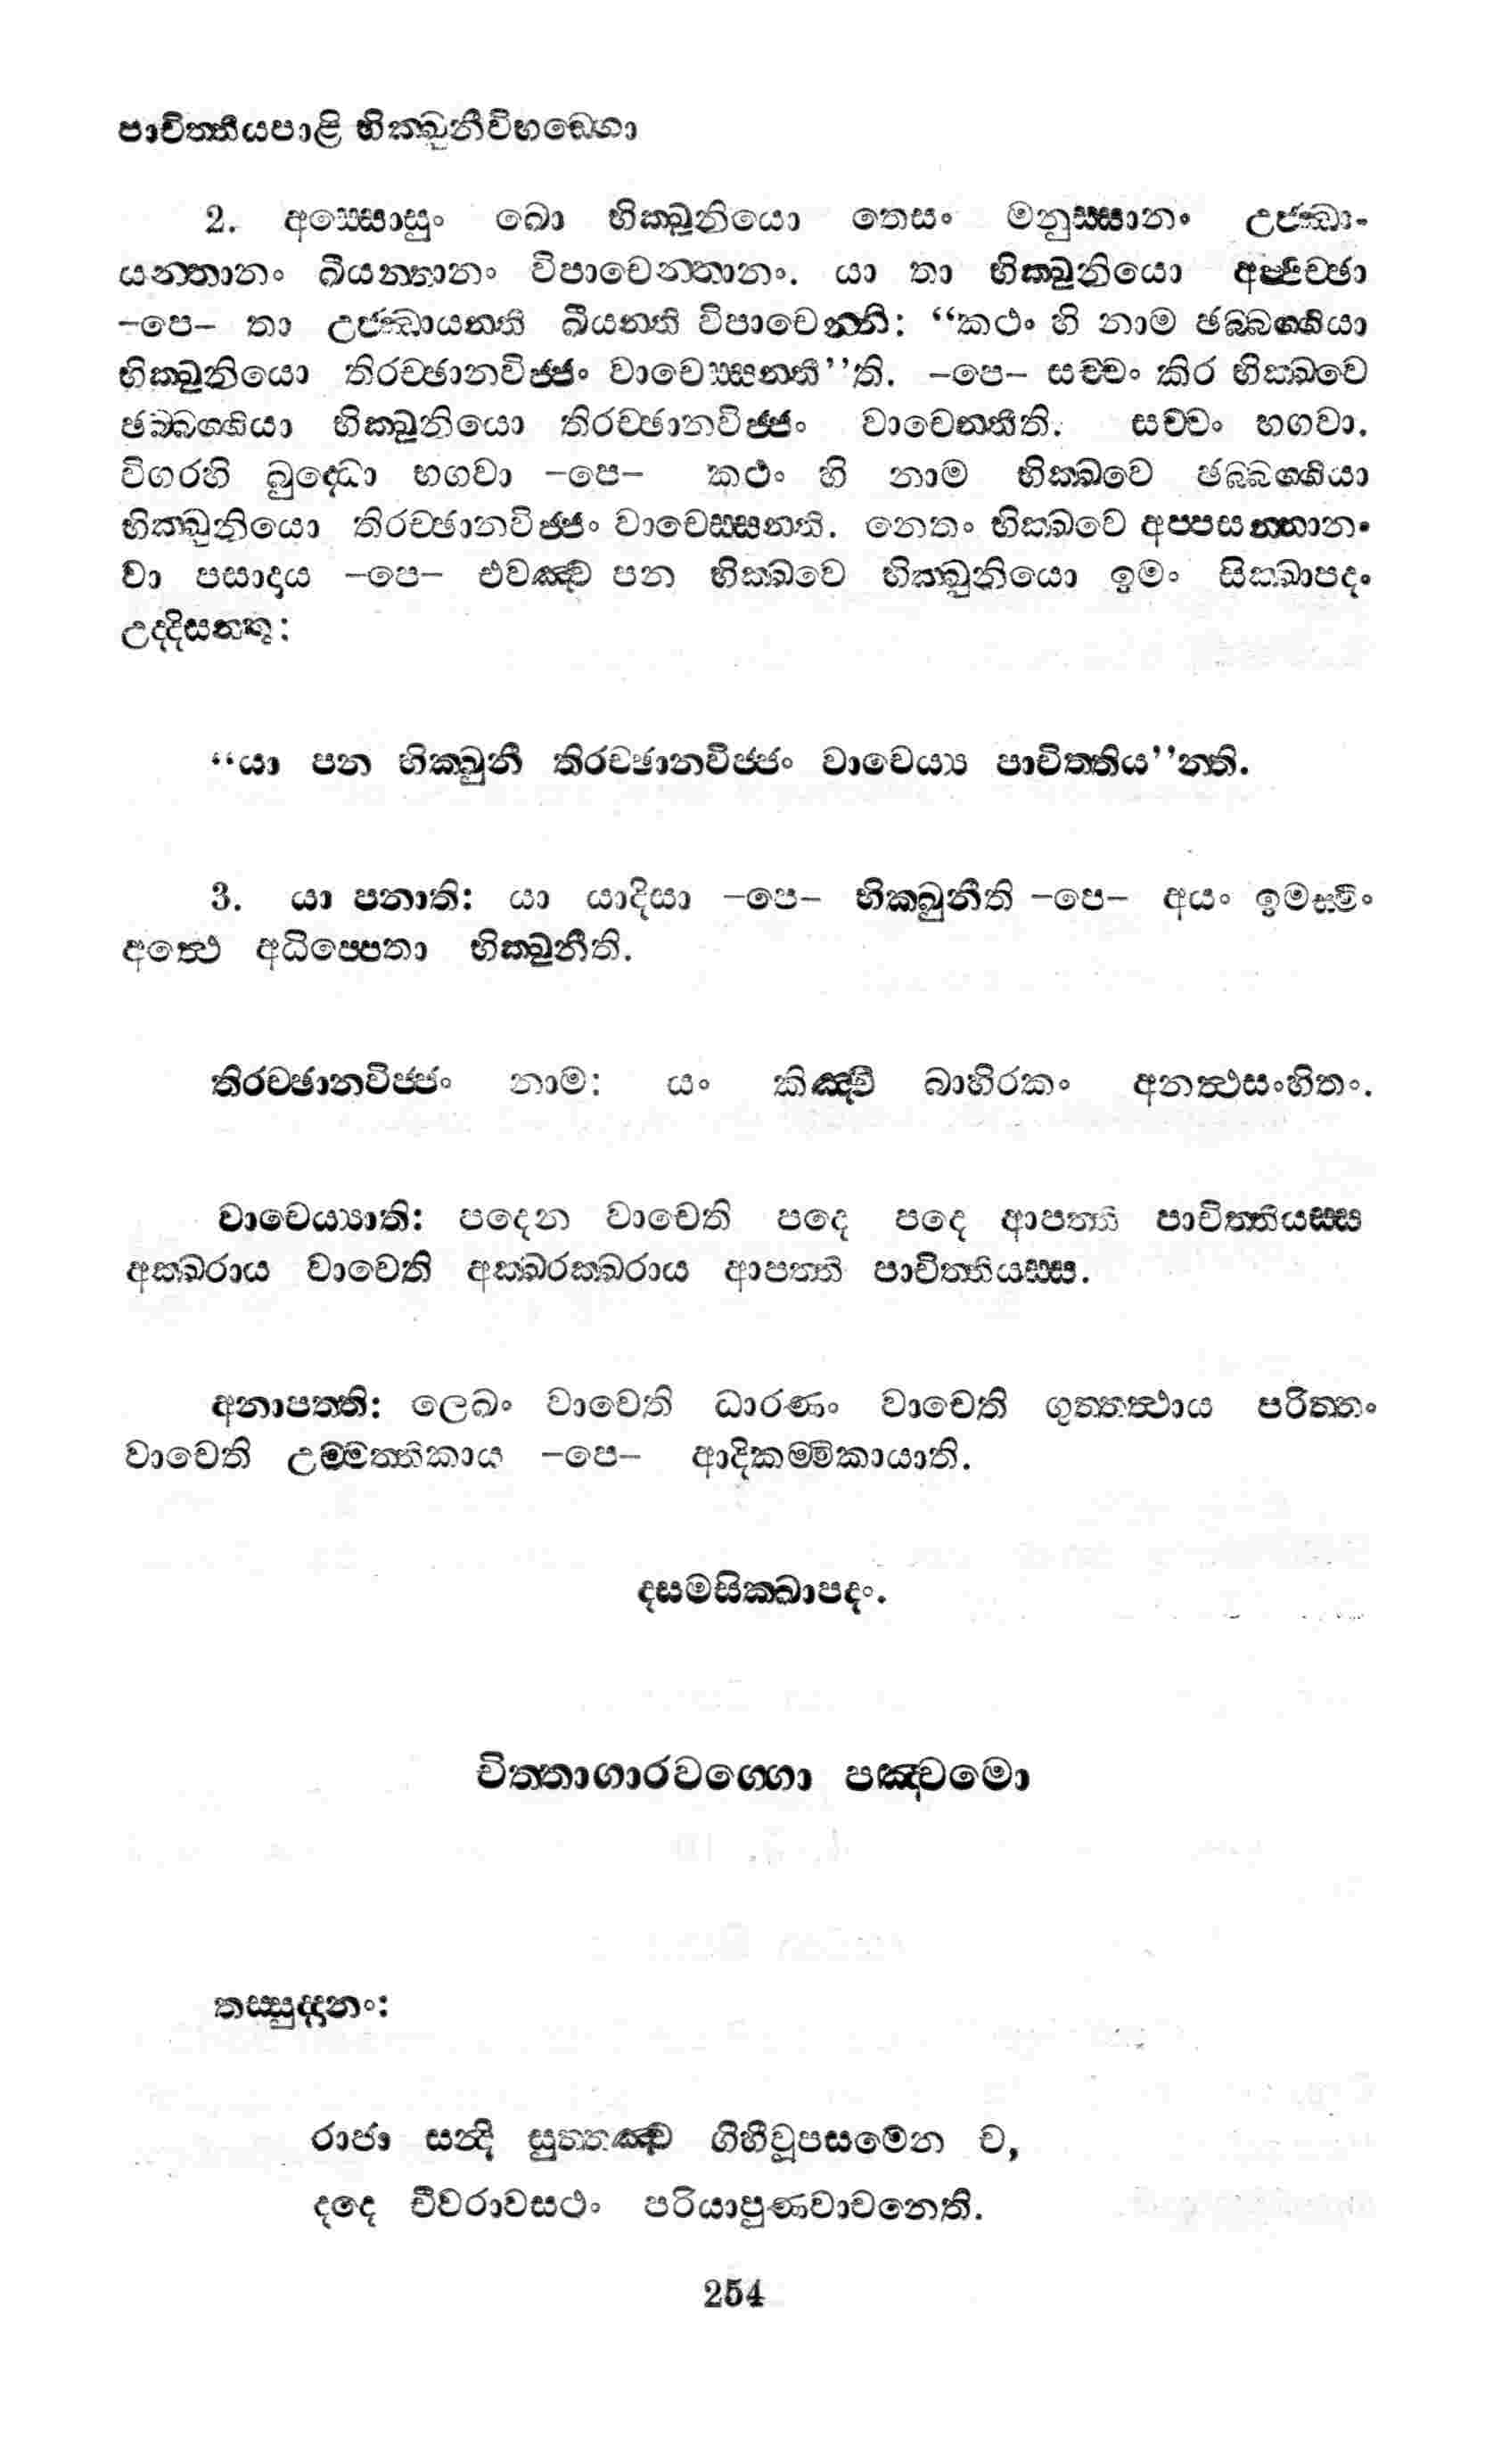 පාචිත්තියපාළි භික්ඛුනීවිභඞ්ගො
2. අස්සොසුං ඛො භික්ඛුනියො තෙසං මනුස්සානං උජ්ඣා-
යන්තානං ඛීයන්තානං විපාචෙන්තානං. යා තා භික්ඛුනියො අප්පිච්ඡා
–පෙ– තා උජ්ඣායන්ති ඛීයන්ති විපාචෙන්ති: “කථං හි නාම ඡබ්බග්ගියා
භික්ඛුනියො තිරච්ඡානවිජ්ජං වාචෙස්සන්තී”ති. –පෙ– සච්චං කිර භික්ඛවෙ
ඡබ්බග්ගියා භික්ඛුනියො තිරච්ඡානවිජ්ජං වාචෙන්තීති. සච්චං භගවා.
විගරහි බුද්ධො භගවා –පෙ– කථං හි නාම භික්ඛවෙ ඡබ්බග්ගියා
භික්ඛුනියො තිරච්ඡානවිජ්ජං වාචෙස්සන්ති. නෙතං භික්ඛවෙ අප්පසන්නානං
වා පසාදාය –පෙ– එවඤ්ච පන භික්ඛවෙ භික්ඛුනියො ඉමං සික්ඛාපදං
උද්දිසන්තු:
“යා පන භික්ඛුනී තිරච්ඡානවිජ්ජං වාචෙය්‍ය පාචිත්තිය”න්ති.
3. යා පනාති: යා යාදිසා –පෙ– භික්ඛුනීති –පෙ– අයං ඉමස්මිං
අත්ථෙ අධිප්පෙතා භික්ඛුනීති.
තිරච්ඡානවිජ්ජං නාම: යං කිඤ්චි බාහිරකං අනත්ථසංහිතං.
වාචෙය්‍යාති: පදෙන වාචෙති පදෙ පදෙ ආපත්ති පාචිත්තියස්ස
අක්ඛරාය වාචෙති අක්ඛරක්ඛරාය ආපත්ති පාචිත්තියස්ස.
අනාපත්ති: ලෙඛං වාචෙති ධාරණං වාචෙති ගුත්තත්ථාය පරිත්තං
වාචෙති උම්මත්තිකාය –පෙ– ආදිකම්මිකායාති.
දසමසික්ඛාපදං.
චිත්තාගාරවග්ගො පඤ්චමො
තස්සුද්දානං:
රාජා සන්දි සුත්තඤ්ච ගිහීවූපසමෙන ච,
දදෙ චීවරාවසථං පරියාපුණවාචනෙති.
254